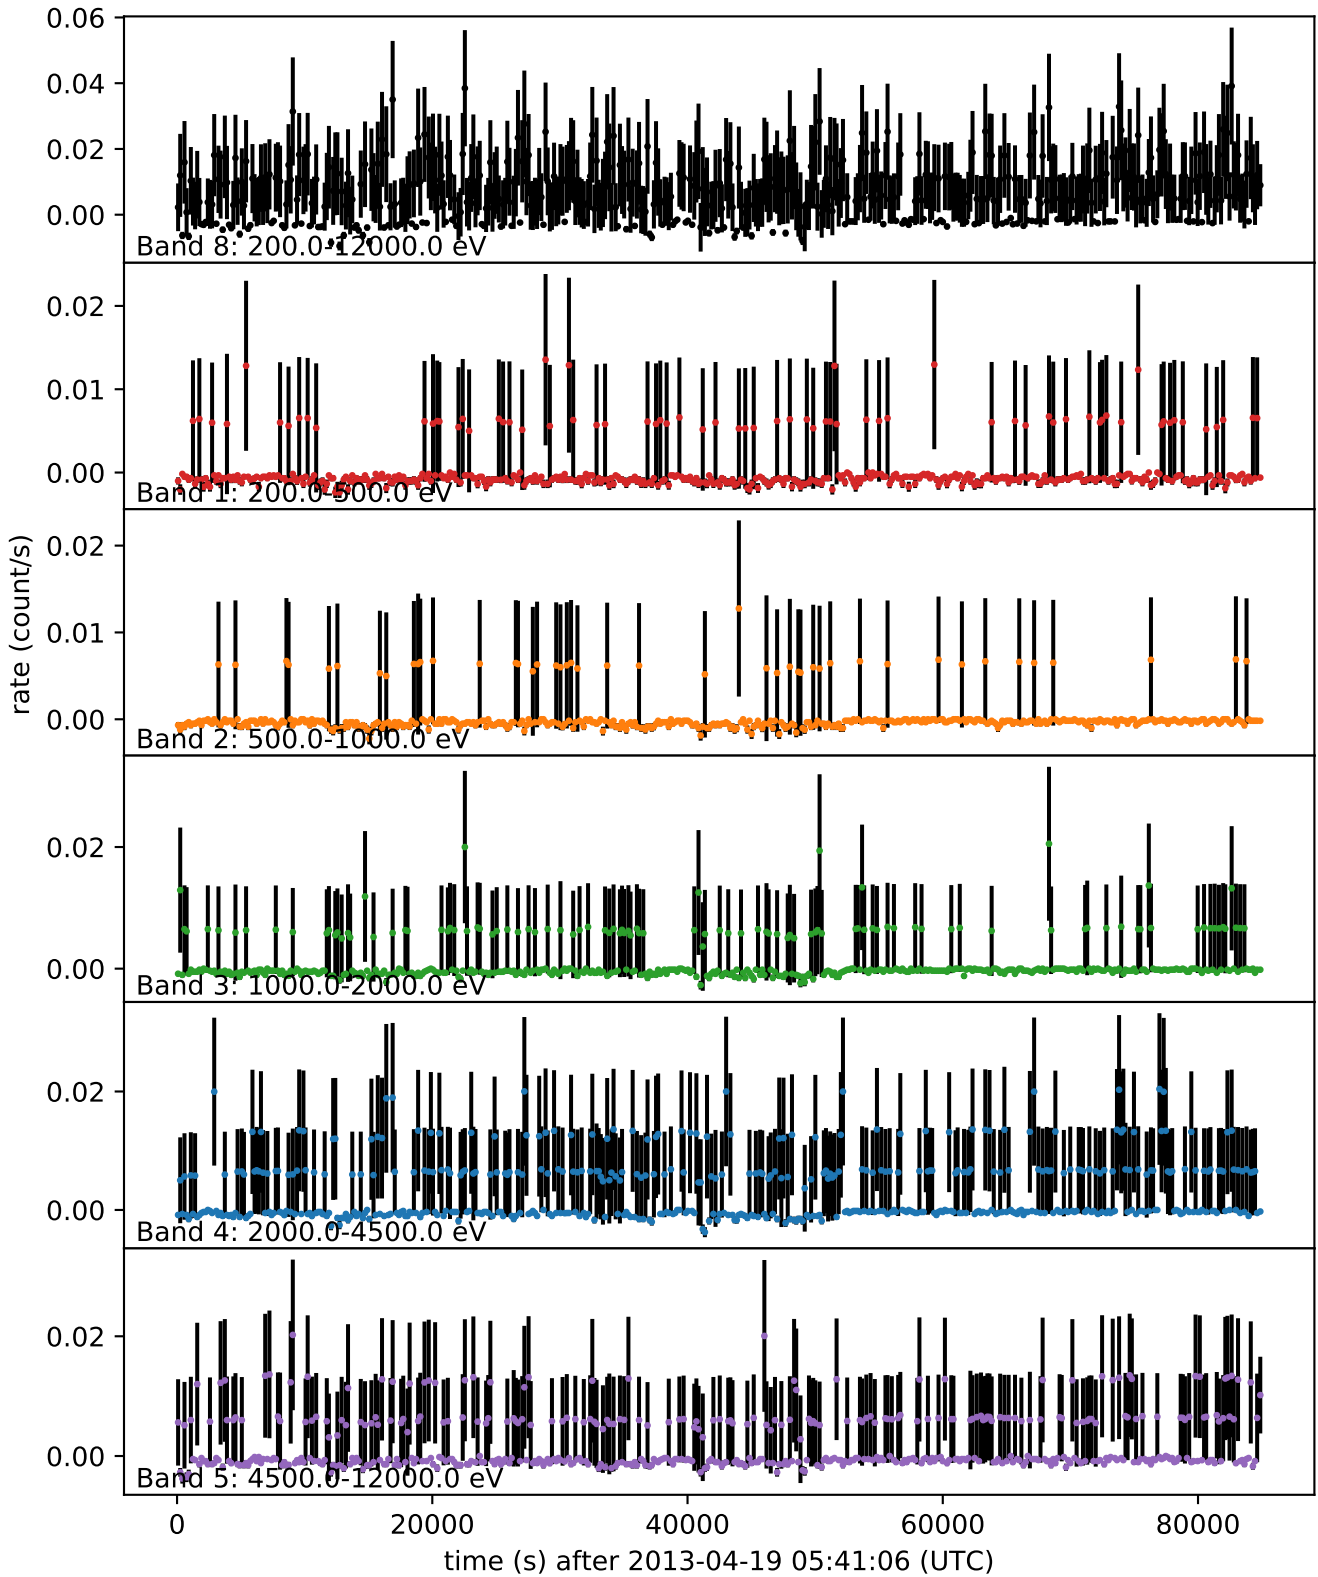 0.06
0.04
0.02
0.00
Band 8: 200.0-12000.0 eV
0.02
0.01
0.00
Band 1: 200.0-500.0 eV
0.02
0.01
0.00
Band 2: 500.0-1000.0 eV
rate (count/s)
0.02
0.00
Band 3: 1000.0-2000.0 eV
0.02
0.00
Band 4: 2000.0-4500.0 eV
0.02
0.00
Band 5: 4500.0-12000.0 eV
0 20000 40000 60000 80000
time (s) after 2013-04-19 05:41:06 (UTC)